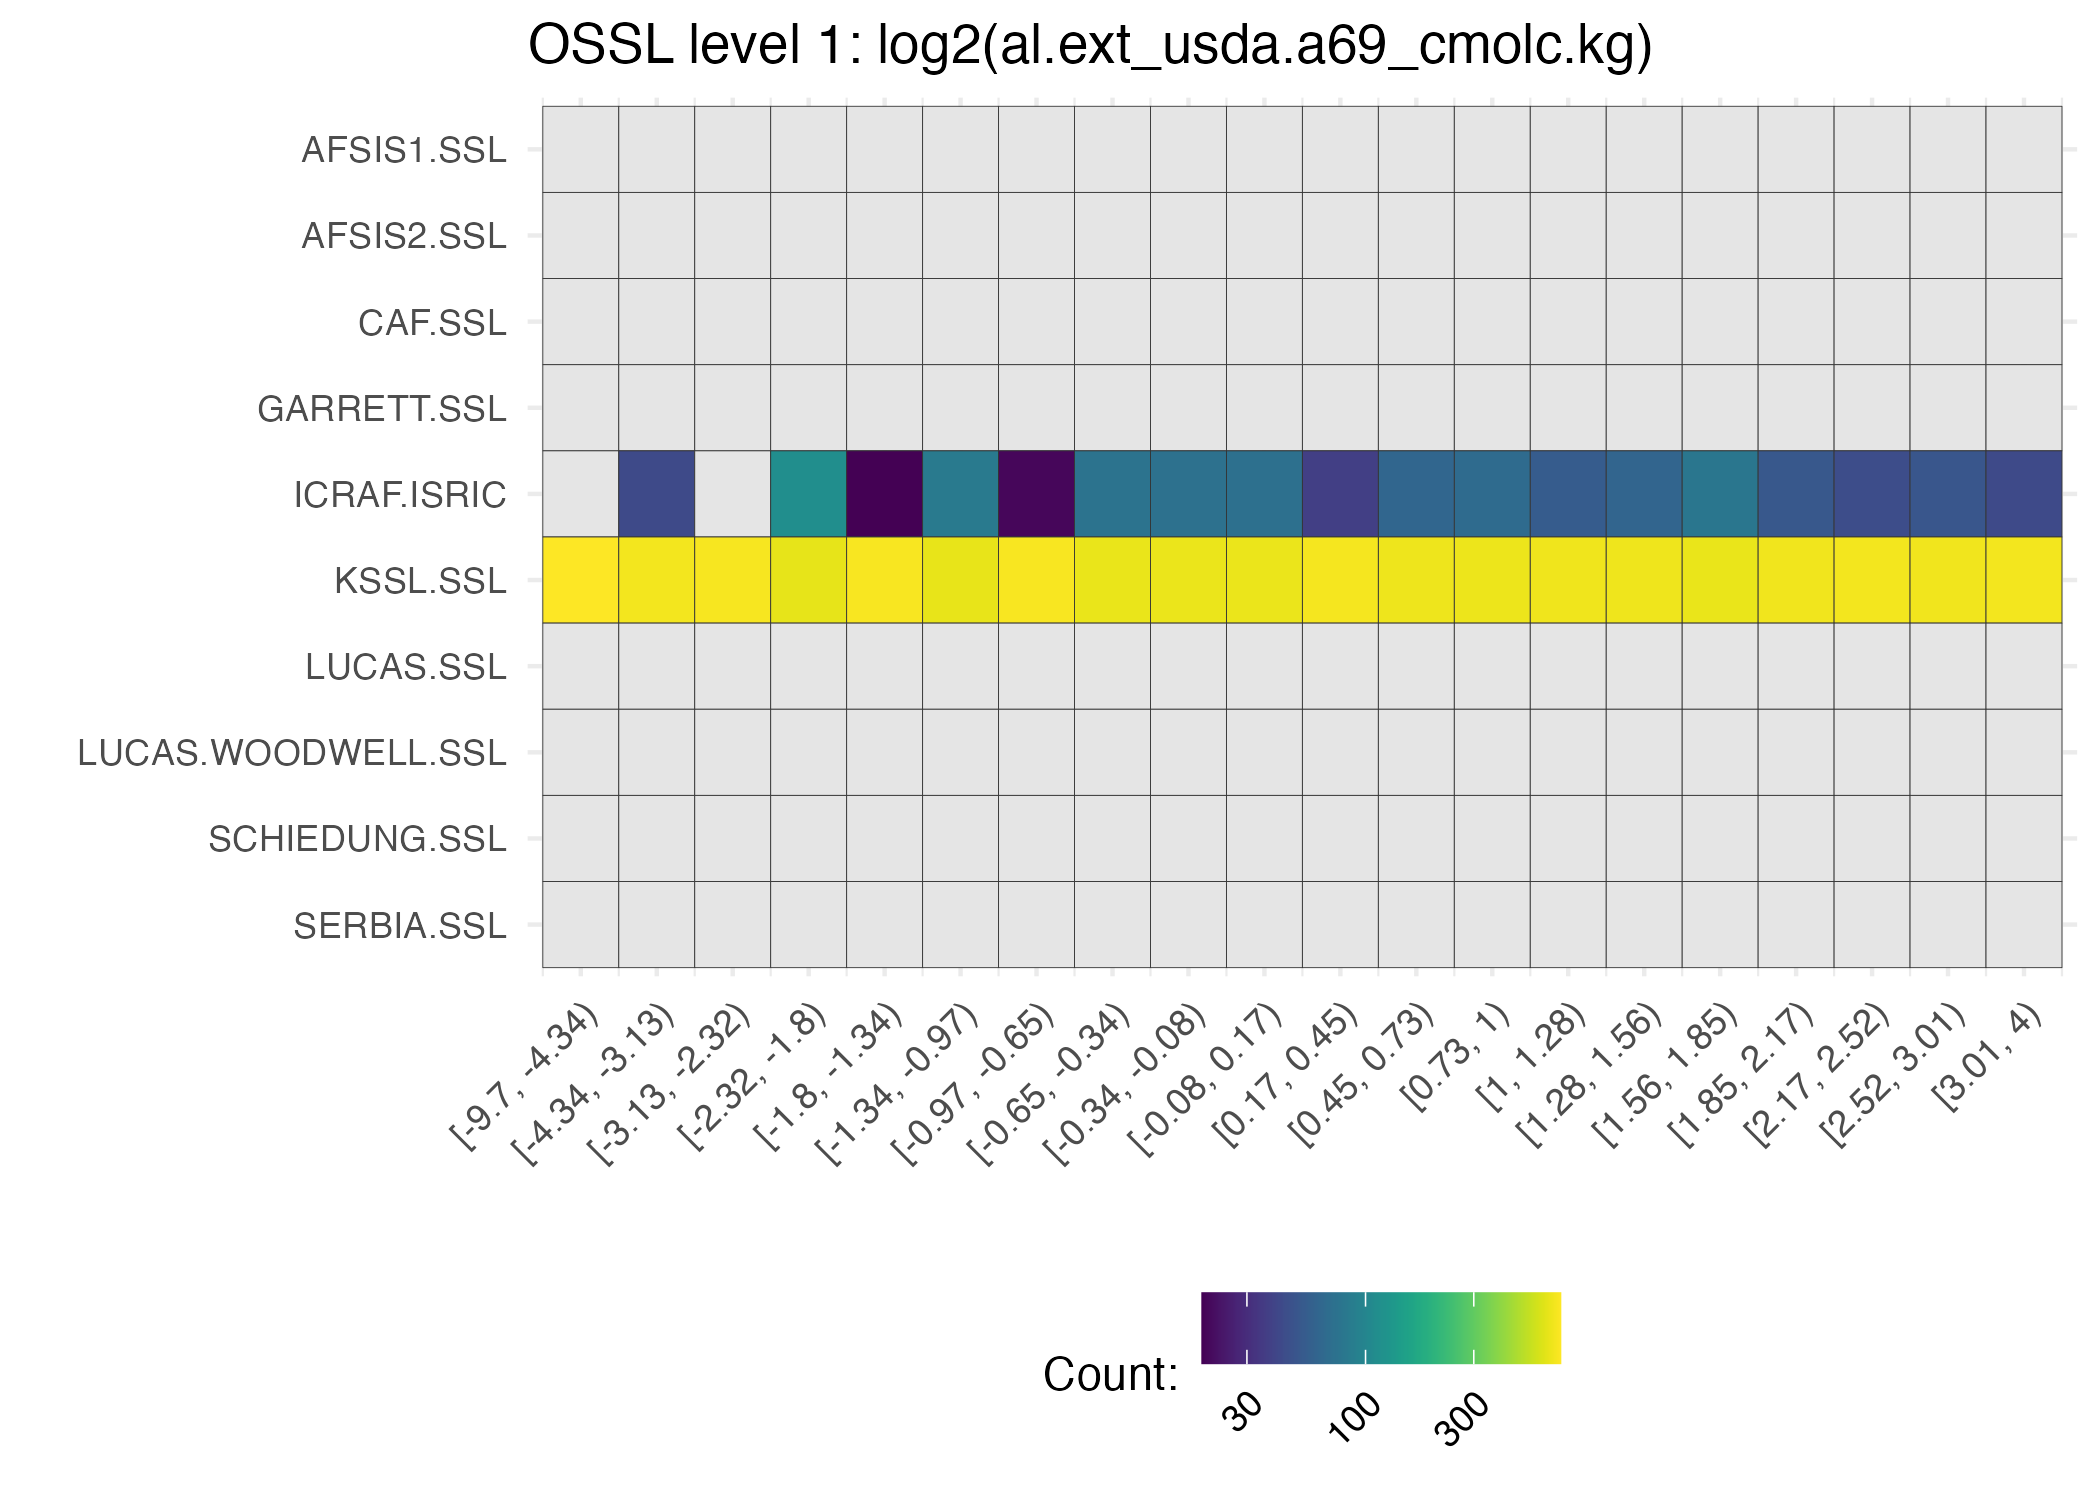 OSSL level 1: log2(al.ext_usda.a69_cmolc.kg)
AFSIS1.SSL
AFSIS2.SSL
CAF.SSL
GARRETT.SSL
ICRAF.ISRIC
KSSL.SSL
LUCAS.SSL
LUCAS.WOODWELL.SSL
SCHIEDUNG.SSL
SERBIA.SSL
[-9.7, -4.34)
[-4.34, -3.13)
[-3.13, -2.32)
[-2.32, -1.8)
[-1.8, -1.34)
[-1.34, -0.97)
[-0.97, -0.65)
[-0.65, -0.34)
[-0.34, -0.08)
[-0.08, 0.17)
[0.17, 0.45)
[0.45, 0.73)
[0.73, 1)
[1, 1.28)
[1.28, 1.56)
[1.56, 1.85)
[1.85, 2.17)
[2.17, 2.52)
[2.52, 3.01)
[3.01, 4)
Count:
30
100
300